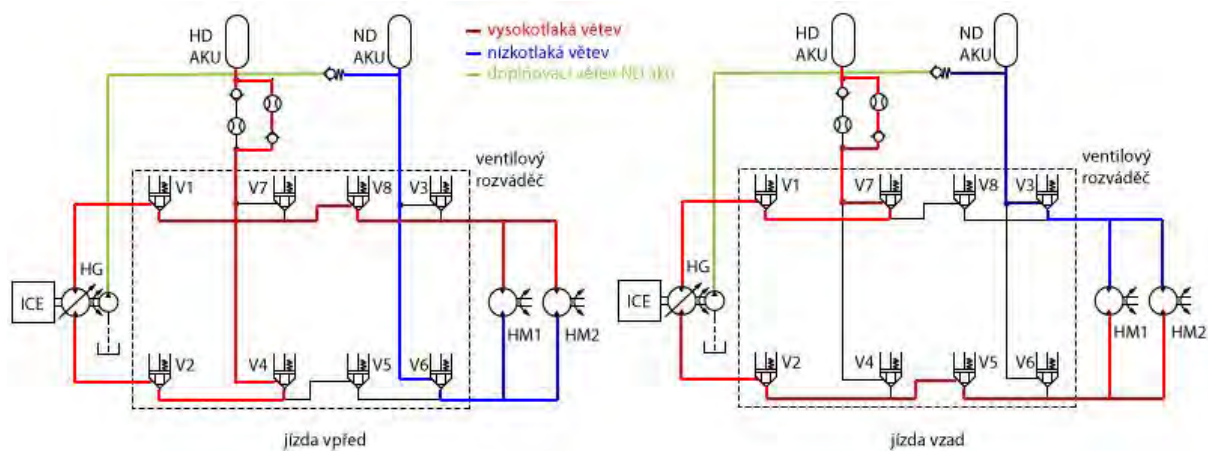 HD
AKU
ND
AKU
vysokotlaká větev
nízkotlaká větev
doplňovací větev ND aku
HD
AKU
ND
AKU
ventilový
rozváděč
V1
V7
V8
V3
HG
ICE
HM1
HM2
V2
V4
V5
V6
jízda vpřed
ventilový
rozváděč
V1
V7
V8
V3
HG
ICE
HM1
HM2
V2
V4
V5
V6
jízda vzad